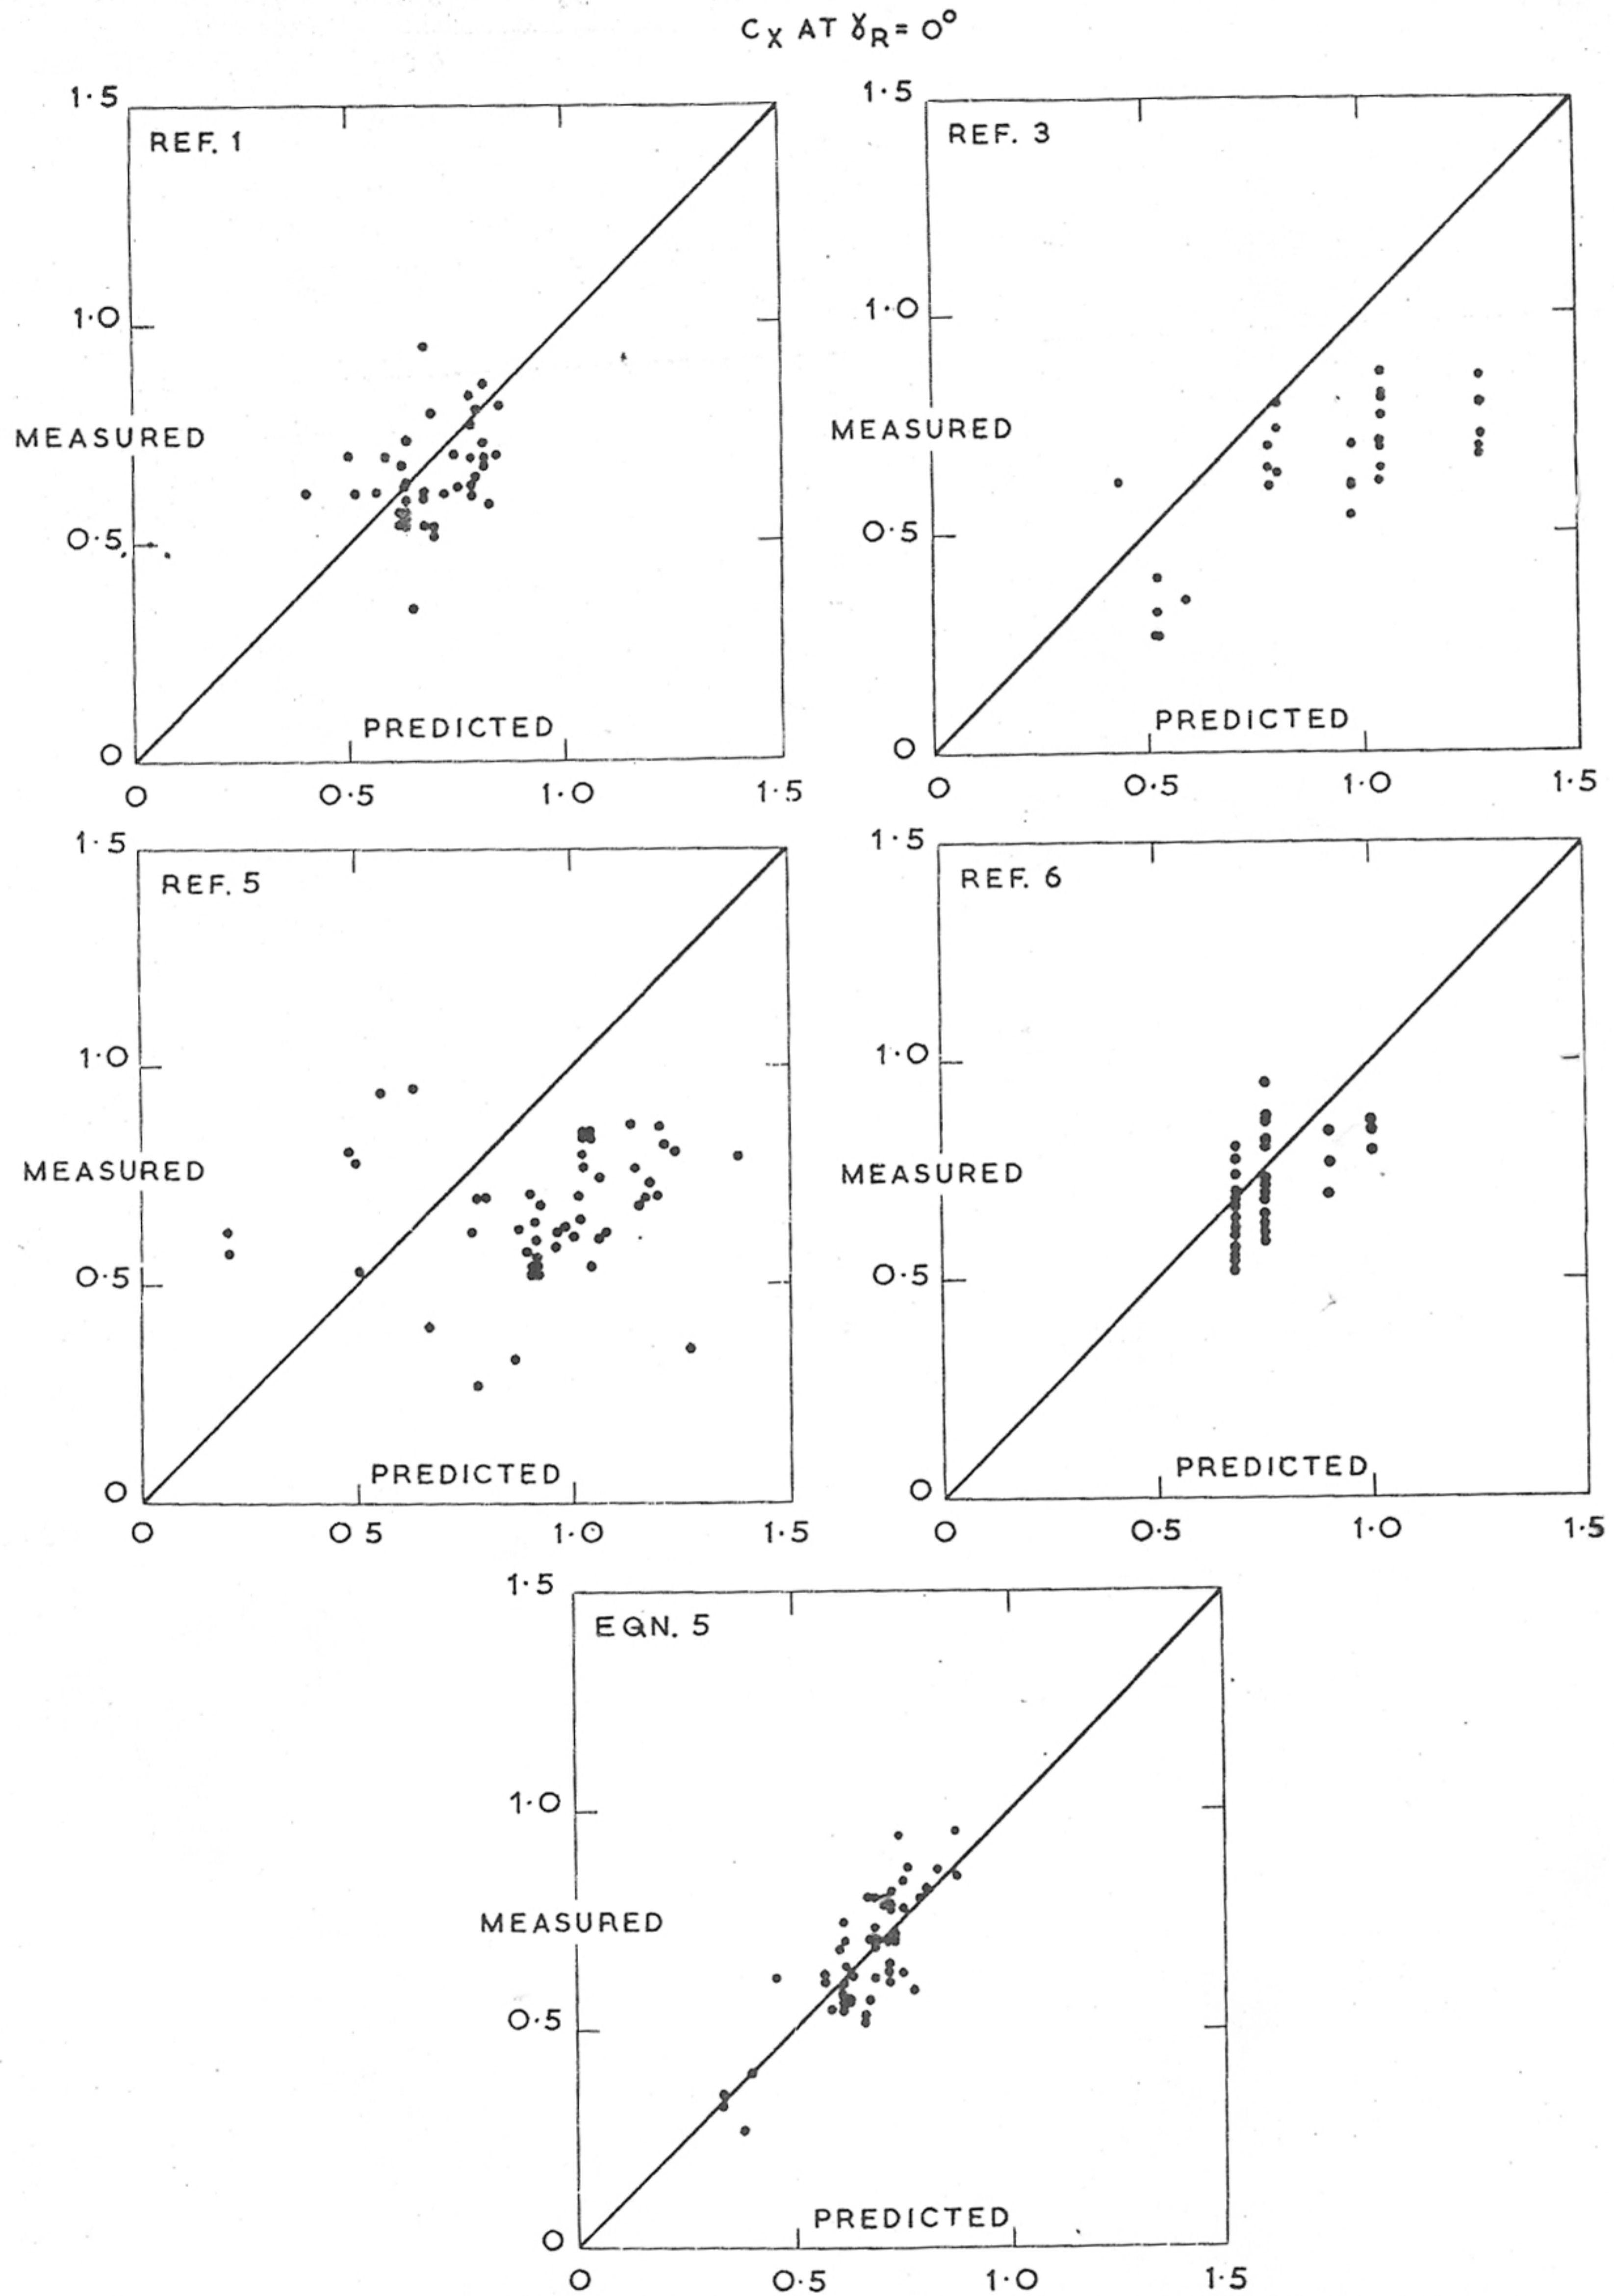 Cχ AT γR = 0°
1·5
REF. 1
1·0
MEASURED
0·5
PREDICTED
0
0 0·5 1·0 1·5
1·5
REF. 3
1·0
MEASURED
0·5
PREDICTED
0
0 0·5 1·0 1·5
1·5
REF. 5
1·0
MEASURED
0·5
PREDICTED
0
0 0 5 1·0 1·5
1·5
REF. 6
1·0
MEASURED
0·5
PREDICTED
0
0 0·5 1·0 1·5
1·5
EQN. 5
1·0
MEASURED
0·5
PREDICTED
0
0 0·5 1·0 1·5